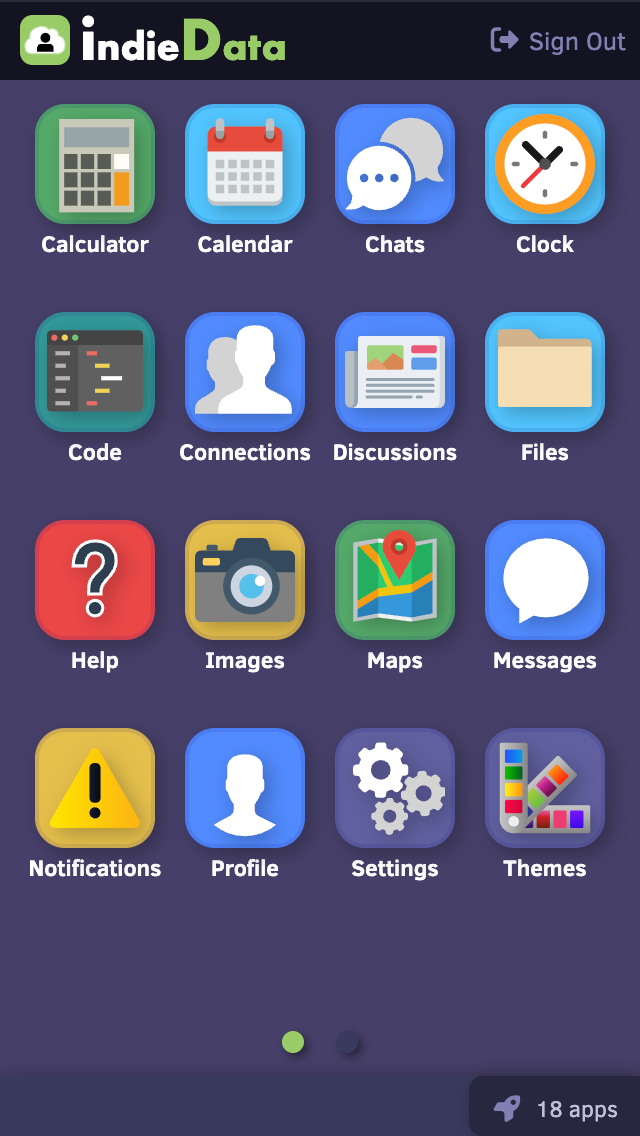 indieData
Sign Out
Calculator Calendar Chats Clock
Code Connections Discussions Files
Help Images Maps Messages
Notifications Profile Settings Themes
18 apps